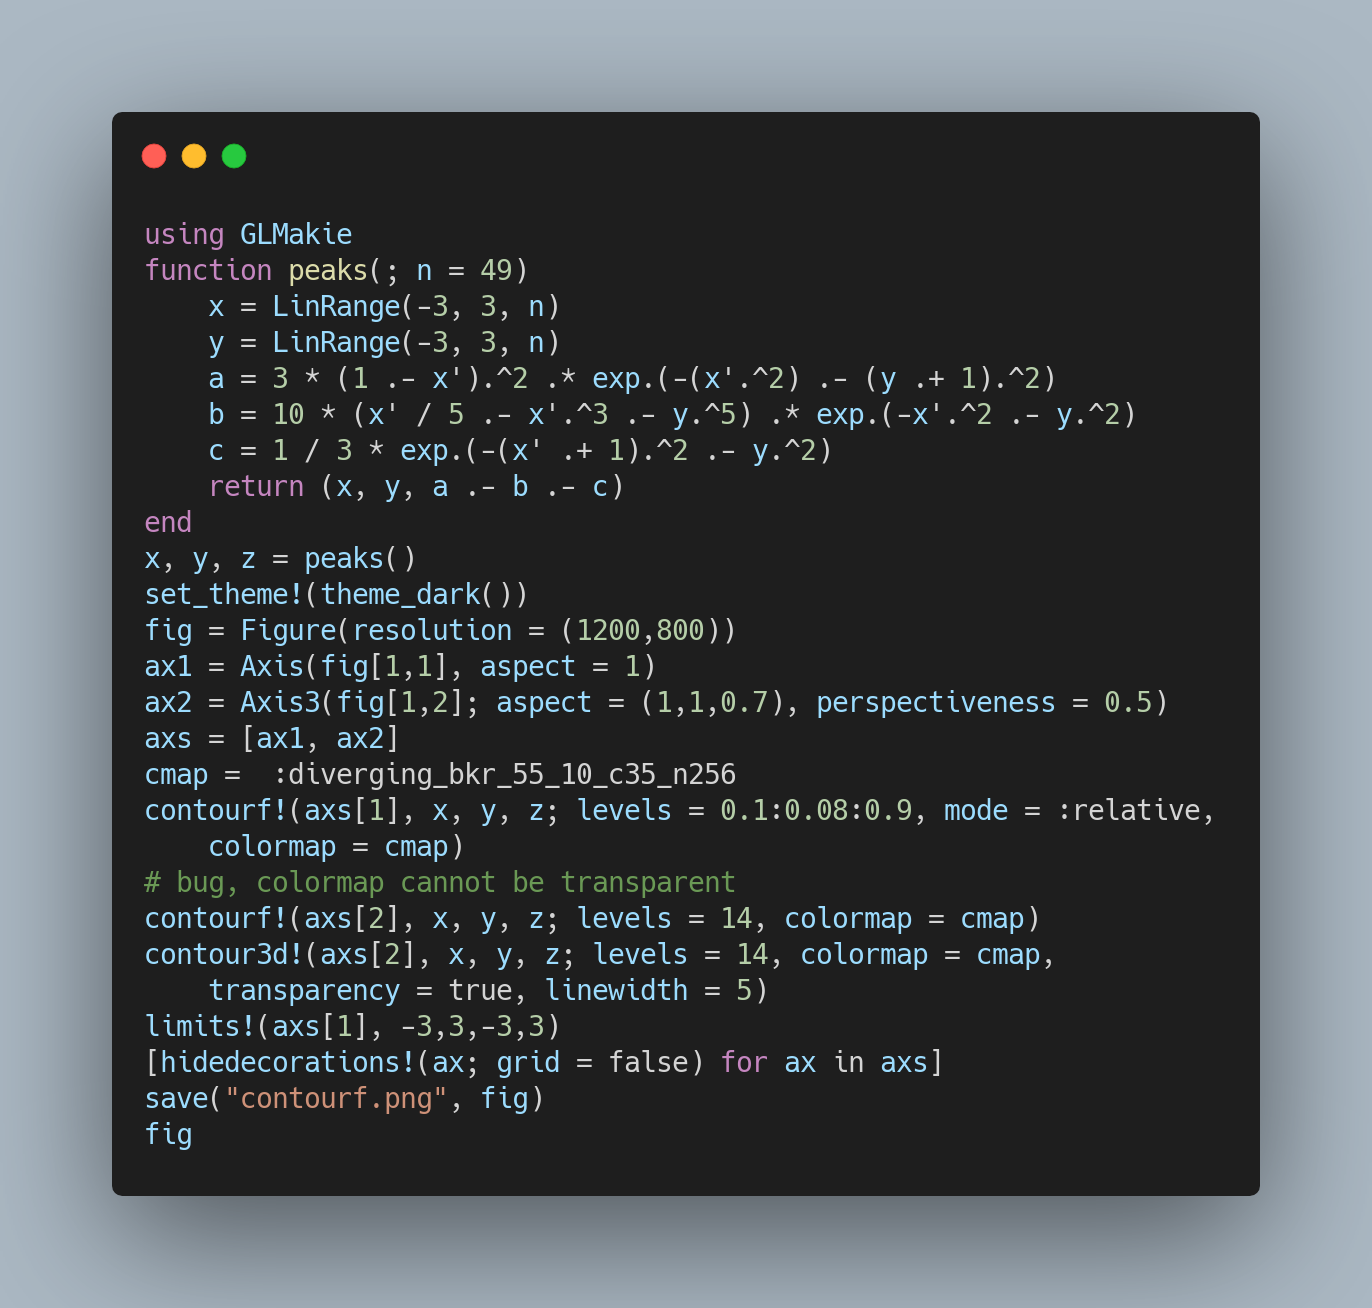 using GLMakie
function peaks(; n = 49)
    x = LinRange(-3, 3, n)
    y = LinRange(-3, 3, n)
    a = 3 * (1 .- x').^2 .* exp.(-(x'.^2) .- (y .+ 1).^2)
    b = 10 * (x' / 5 .- x'.^3 .- y.^5) .* exp.(-x'.^2 .- y.^2)
    c = 1 / 3 * exp.(-(x' .+ 1).^2 .- y.^2)
    return (x, y, a .- b .- c)
end
x, y, z = peaks()
set_theme!(theme_dark())
fig = Figure(resolution = (1200,800))
ax1 = Axis(fig[1,1], aspect = 1)
ax2 = Axis3(fig[1,2]; aspect = (1,1,0.7), perspectiveness = 0.5)
axs = [ax1, ax2]
cmap =  :diverging_bkr_55_10_c35_n256
contourf!(axs[1], x, y, z; levels = 0.1:0.08:0.9, mode = :relative,
    colormap = cmap)
# bug, colormap cannot be transparent
contourf!(axs[2], x, y, z; levels = 14, colormap = cmap)
contour3d!(axs[2], x, y, z; levels = 14, colormap = cmap,
    transparency = true, linewidth = 5)
limits!(axs[1], -3,3,-3,3)
[hidedecorations!(ax; grid = false) for ax in axs]
save("contourf.png", fig)
fig